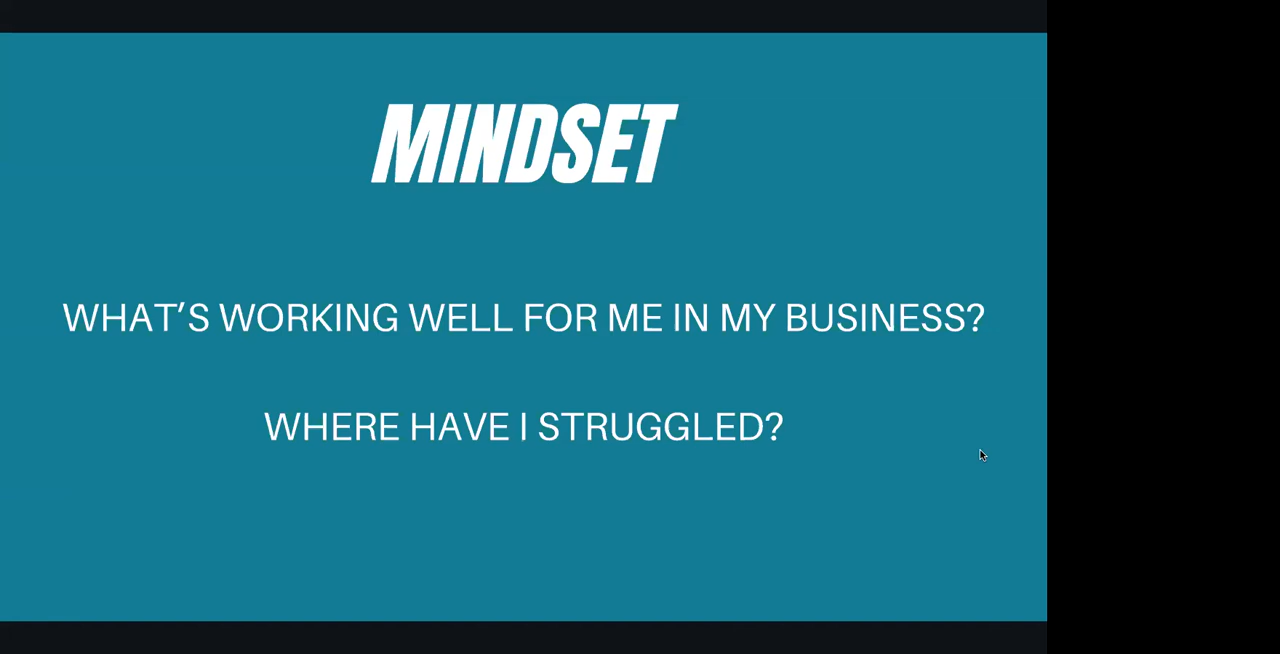 MINDSET
WHAT'S WORKING WELL FOR ME IN MY BUSINESS?
WHERE HAVE I STRUGGLED?